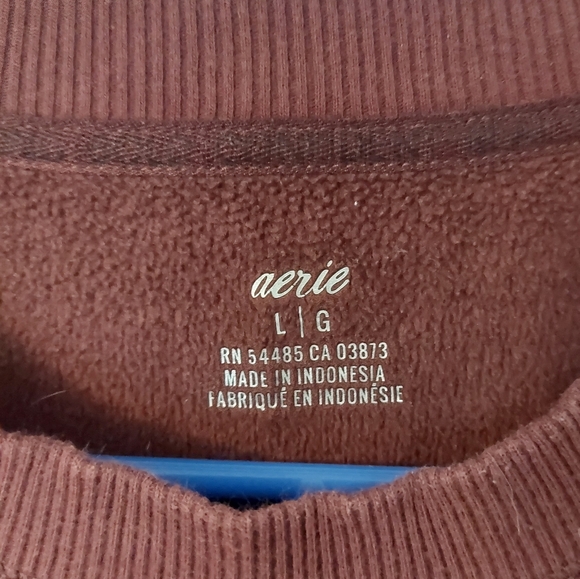 aerie
L | G
RN 54485 CA 03873
MADE IN INDONESIA
FABRIQUÉ EN INDONÉSIE